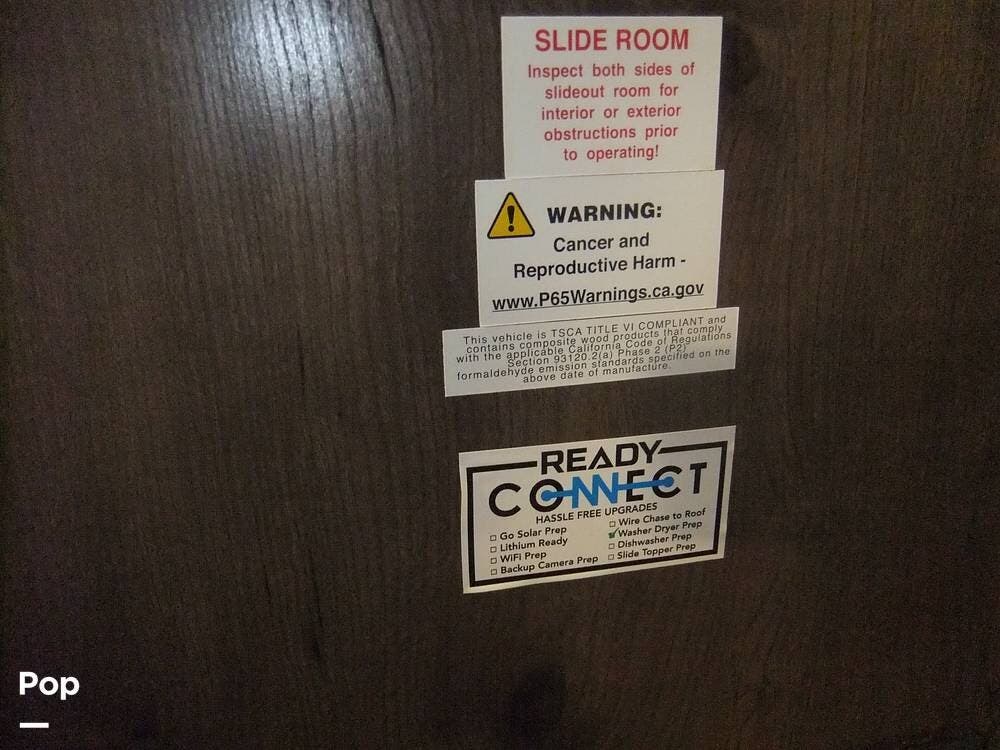 SLIDE ROOM
Inspect both sides of
slideout room for
interior or exterior
obstructions prior
to operating!
WARNING:
Cancer and
Reproductive Harm -
www.P65Warnings.ca.gov
This vehicle is TSCA TITLE VI COMPLIANT and
contains composite wood products that comply
with the applicable California Code of Regulations
Section 93120.2(a) Phase 2 (P2)
formaldehyde emission standards specified on the
above date of manufacture.
READY
CONNECT
HASSLE FREE UPGRADES
Go Solar Prep
Lithium Ready
WiFi Prep
Backup Camera Prep
Wire Chase to Roof
Washer Dryer Prep
Dishwasher Prep
Slide Topper Prep
Pop